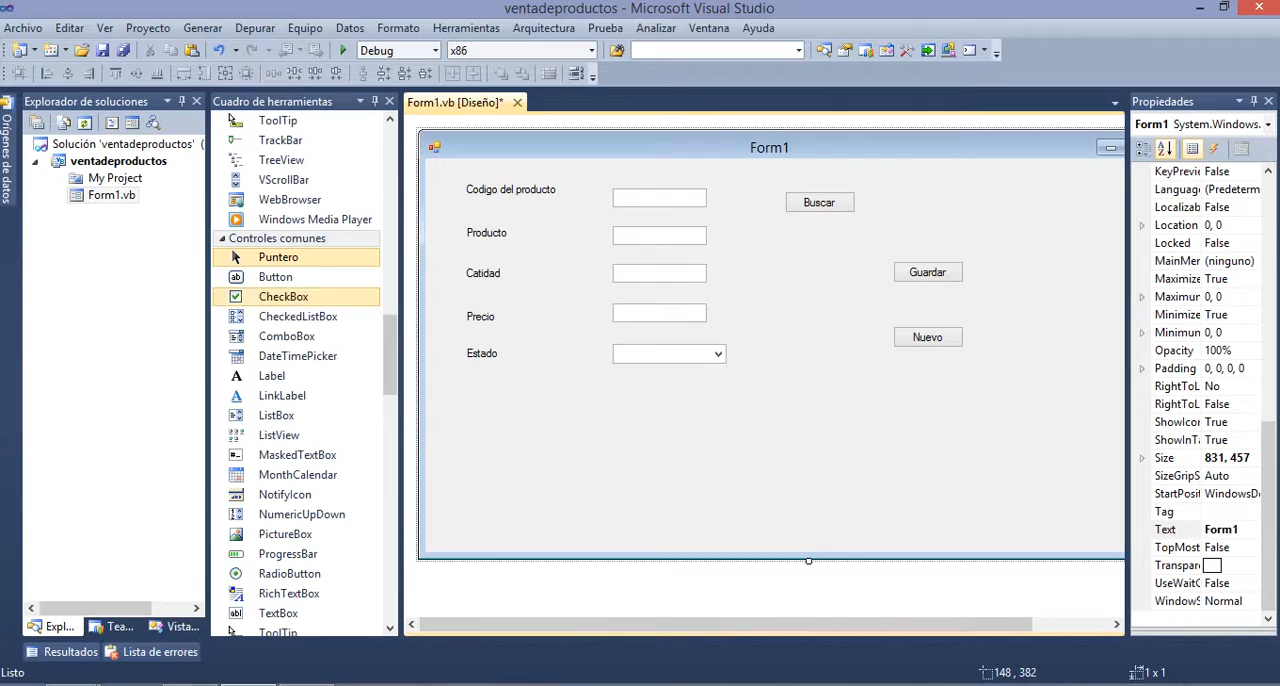 ventadeproductos - Microsoft Visual Studio
Archivo Editar Ver Proyecto Generar Depurar Equipo Datos Formato Herramientas Arquitectura Prueba Analizar Ventana Ayuda
Debug x86
Orígenes de datos
Explorador de soluciones
Solución 'ventadeproductos' (
ventadeproductos
My Project
Form1.vb
Expl... Tea... Vista...
Cuadro de herramientas
ToolTip
TrackBar
TreeView
VScrollBar
WebBrowser
Windows Media Player
Controles comunes
Puntero
Button
CheckBox
CheckedListBox
ComboBox
DateTimePicker
Label
LinkLabel
ListBox
ListView
MaskedTextBox
MonthCalendar
NotifyIcon
NumericUpDown
PictureBox
ProgressBar
RadioButton
RichTextBox
TextBox
ToolTip
Form1.vb [Diseño]*
Form1
Codigo del producto
Buscar
Producto
Catidad
Guardar
Precio
Nuevo
Estado
Propiedades
Form1 System.Windows.
KeyPrevie False
Language (Predeterm
Localizab False
Location 0, 0
Locked False
MainMer (ninguno)
Maximize True
Maximun 0, 0
Minimize True
Minimun 0, 0
Opacity 100%
Padding 0, 0, 0, 0
RightToL No
RightToL False
ShowIcor True
ShowInTa True
Size 831, 457
SizeGripS Auto
StartPosit WindowsDe
Tag
Text Form1
TopMost False
Transpar
UseWaitC False
WindowS Normal
Resultados Lista de errores
Listo
148 , 382
1 x 1